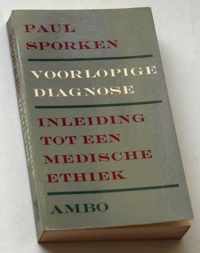 PAUL
SPORKEN
VOORLOPIGE
DIAGNOSE
INLEIDING
TOT EEN
MEDISCHE
ETHIEK
AMBO